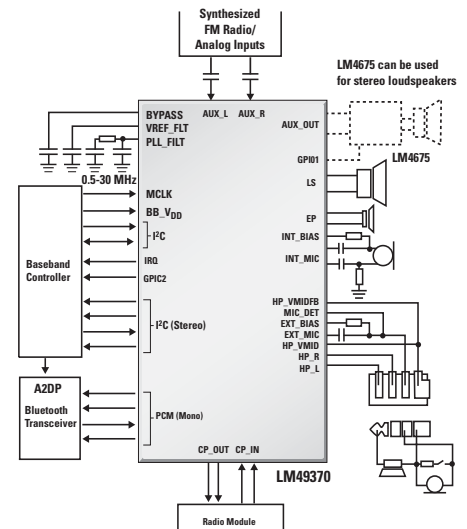 Synthesized
FM Radio/
Analog Inputs
LM4675 can be used
for stereo loudspeakers
BYPASS
VREF_FLT
PLL_FILT
AUX_L AUX_R
AUX_OUT
GPIO1
LM4675
0.5-30 MHz
MCLK
BB_VDD
I²C
IRQ
GPIC2
I²C (Stereo)
PCM (Mono)
Baseband
Controller
A2DP
Bluetooth
Transceiver
LS
EP
INT_BIAS
INT_MIC
HP_VMIDFB
MIC_DET
EXT_BIAS
EXT_MIC
HP_VMID
HP_R
HP_L
CP_OUT CP_IN
LM49370
Radio Module